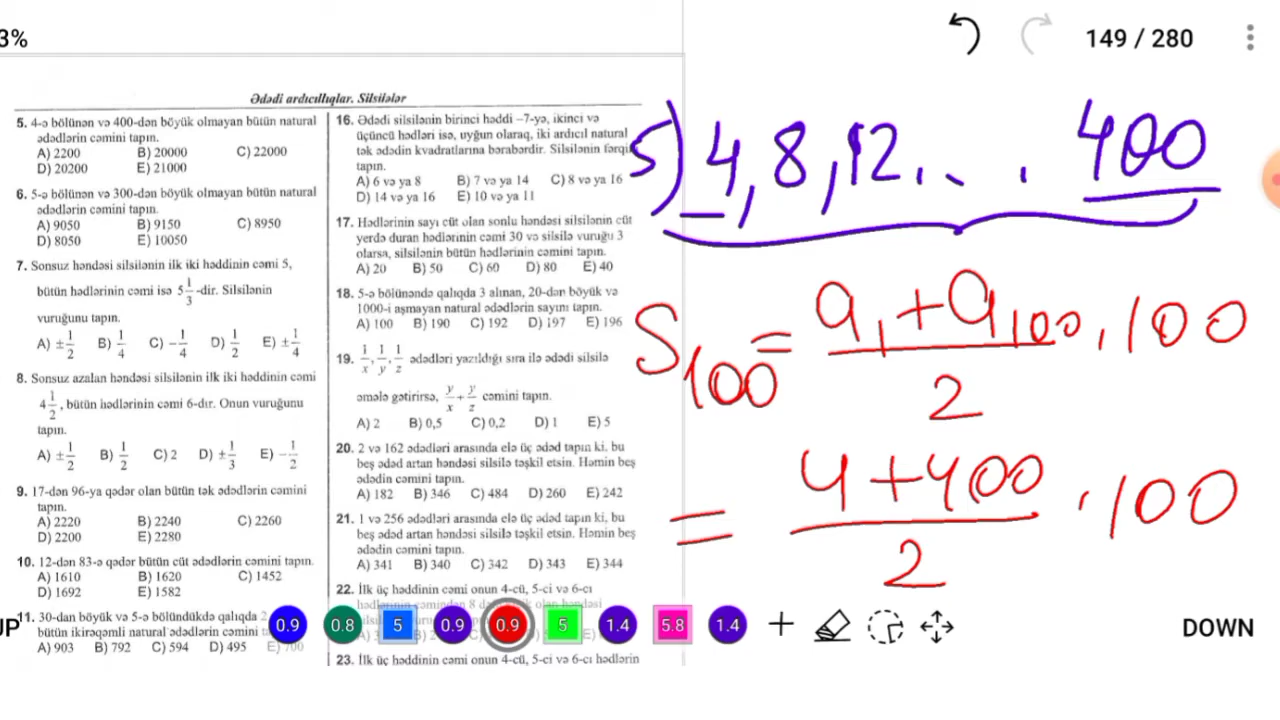 3%
149 / 280
Ədədi ardıcıllıqlar. Silsilələr
5. 4-ə bölünən və 400-dən böyük olmayan bütün natural
ədədlərin cəmini tapın.
A) 2200 B) 20000 C) 22000
D) 20200 E) 21000
6. 5-ə bölünən və 300-dən böyük olmayan bütün natural
ədədlərin cəmini tapın.
A) 9050 B) 9150 C) 8950
D) 8050 E) 10050
7. Sonsuz həndəsi silsilənin ilk iki həddinin cəmi 5,
bütün hədlərinin cəmi isə 5 1/3 -dir. Silsilənin
vuruğunu tapın.
A) ±1/2 B) 1/4 C) -1/4 D) 1/2 E) ±1/4
8. Sonsuz azalan həndəsi silsilənin ilk iki həddinin cəmi
4 1/2, bütün hədlərinin cəmi 6-dır. Onun vuruğunu
tapın.
A) ±1/2 B) 1/2 C) 2 D) ±1/3 E) -1/2
9. 17-dən 96-ya qədər olan bütün tək ədədlərin cəmini
tapın.
A) 2220 B) 2240 C) 2260
D) 2200 E) 2280
10. 12-dən 83-ə qədər bütün cüt ədədlərin cəmini tapın.
A) 1610 B) 1620 C) 1452
D) 1692 E) 1582
11. 30-dan böyük və 5-ə bölündükdə qalıqda 2
bütün ikirəqəmli natural ədədlərin cəmini
A) 903 B) 792 C) 594 D) 495 E) 700
16. Ədədi silsilənin birinci həddi –7-yə, ikinci və
üçüncü hədləri isə, uyğun olaraq, iki ardıcıl natural
tək ədədin kvadratlarına bərabərdir. Silsilənin fərqi
tapın.
A) 6 və ya 8 B) 7 və ya 14 C) 8 və ya 16
D) 14 və ya 16 E) 10 və ya 11
17. Hədlərinin sayı cüt olan sonlu həndəsi silsilənin cüt
yerdə duran hədlərinin cəmi 30 və silsilə vuruğu 3
olarsa, silsilənin bütün hədlərinin cəmini tapın.
A) 20 B) 50 C) 60 D) 80 E) 40
18. 5-ə bölünəndə qalıqda 3 alınan, 20-dən böyük və
1000-i aşmayan natural ədədlərin sayını tapın.
A) 100 B) 190 C) 192 D) 197 E) 196
19. 1/x, 1/y, 1/z ədədləri yazıldığı sıra ilə ədədi silsilə
əmələ gətirirsə, y/x + y/z cəmini tapın.
A) 2 B) 0,5 C) 0,2 D) 1 E) 5
20. 2 və 162 ədədləri arasında elə üç ədəd tapın ki, bu
beş ədəd artan həndəsi silsilə təşkil etsin. Həmin beş
ədədin cəmini tapın.
A) 182 B) 346 C) 484 D) 260 E) 242
21. 1 və 256 ədədləri arasında elə üç ədəd tapın ki, bu
beş ədəd artan həndəsi silsilə təşkil etsin. Həmin beş
ədədin cəmini tapın.
A) 341 B) 340 C) 342 D) 343 E) 344
22. İlk üç həddinin cəmi onun 4-cü, 5-ci və 6-cı
23. İlk üç həddinin cəmi onun 4-cü, 5-ci və 6-cı hədlərin
5) 4, 8, 12, . . . 400
S100 = a1 + a100 / 2 · 100
= 4 + 400 / 2 · 100
UP 0.9 0.8 5 0.9 0.9 5 1.4 5.8 1.4 DOWN